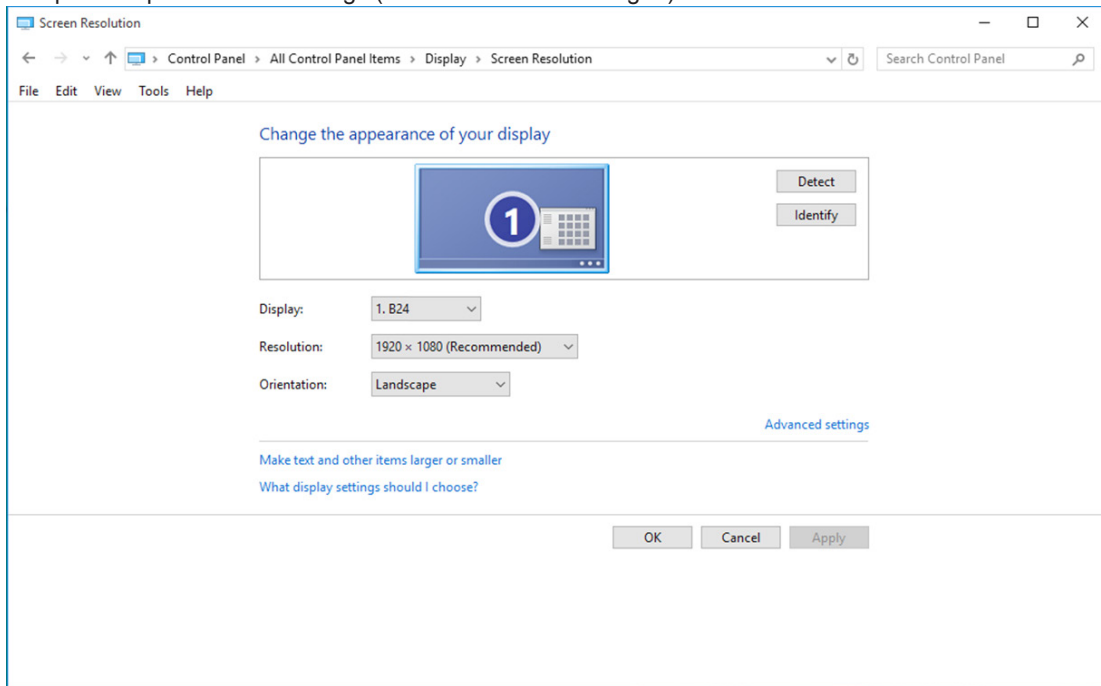 Screen Resolution
Control Panel > All Control Panel Items > Display > Screen Resolution
Search Control Panel
File Edit View Tools Help
Change the appearance of your display
1
Detect
Identify
Display: 1. B24
Resolution: 1920 × 1080 (Recommended)
Orientation: Landscape
Advanced settings
Make text and other items larger or smaller
What display settings should I choose?
OK Cancel Apply